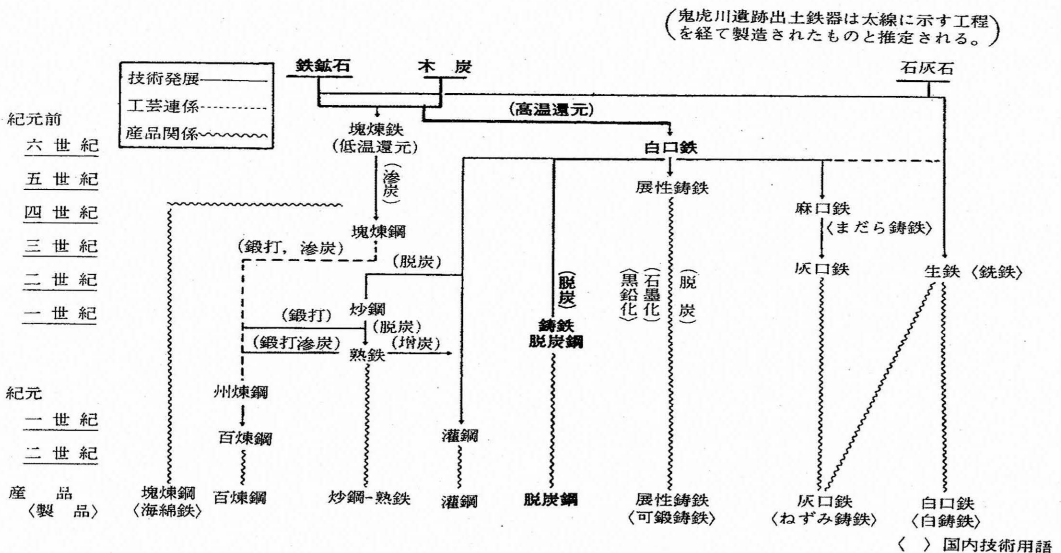 （鬼虎川遺跡出土鉄器は太線に示す工程
を経て製造されたものと推定される。）
鉄鉱石
木炭
石灰石
技術発展
工芸連係
産品関係
（高温還元）
紀元前
六世紀
五世紀
四世紀
三世紀
二世紀
一世紀
塊煉鉄
（低温還元）
（滲炭）
塊煉鋼
（鍛打，滲炭）
（脱炭）
炒鋼
（鍛打）
（脱炭）
（鍛打滲炭）
熟鉄
（増炭）
州煉鋼
百煉鋼
灌鋼
白口鉄
展性鋳鉄
（脱炭）
鋳鉄
脱炭鋼
〈黒鉛化〉
（石墨化）
（脱炭）
麻口鉄
〈まだら鋳鉄〉
灰口鉄
生鉄〈銑鉄〉
紀元
一世紀
二世紀
産品
〈製品〉
塊煉鋼
〈海綿鉄〉
百煉鋼
炒鋼-熟鉄
灌鋼
脱炭鋼
展性鋳鉄
〈可鍛鋳鉄〉
灰口鉄
〈ねずみ鋳鉄〉
白口鉄
〈白鋳鉄〉
〈　〉国内技術用語